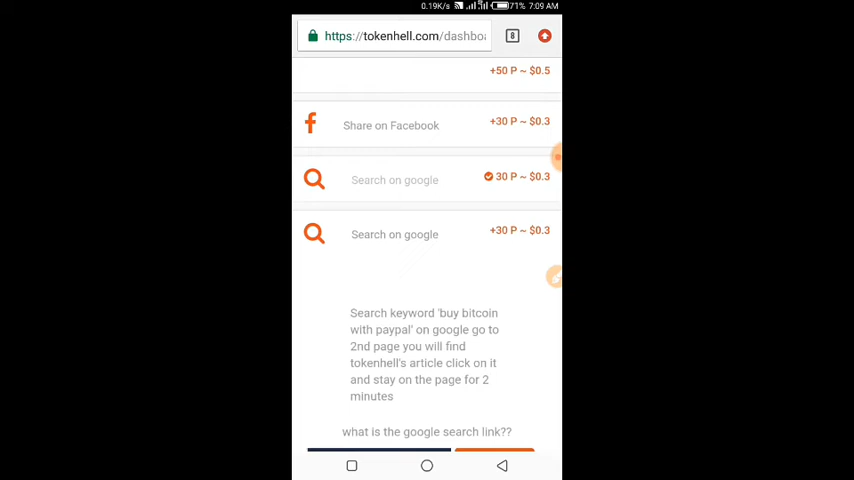 0.19K/s 71% 7:09 AM
https://tokenhell.com/dashboa
8
+50 P ~ $0.5
Share on Facebook +30 P ~ $0.3
Search on google 30 P ~ $0.3
Search on google +30 P ~ $0.3
Search keyword 'buy bitcoin
with paypal' on google go to
2nd page you will find
tokenhell's article click on it
and stay on the page for 2
minutes
what is the google search link??